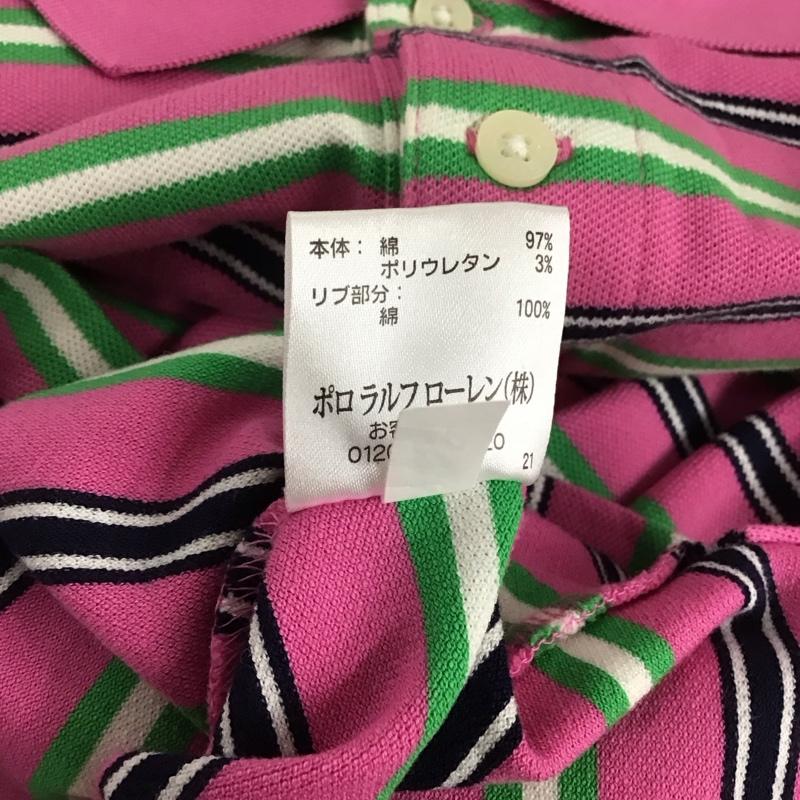 本体： 綿 97%
ポリウレタン 3%
リブ部分：
綿 100%
ポロ ラルフ ローレン(株)
21